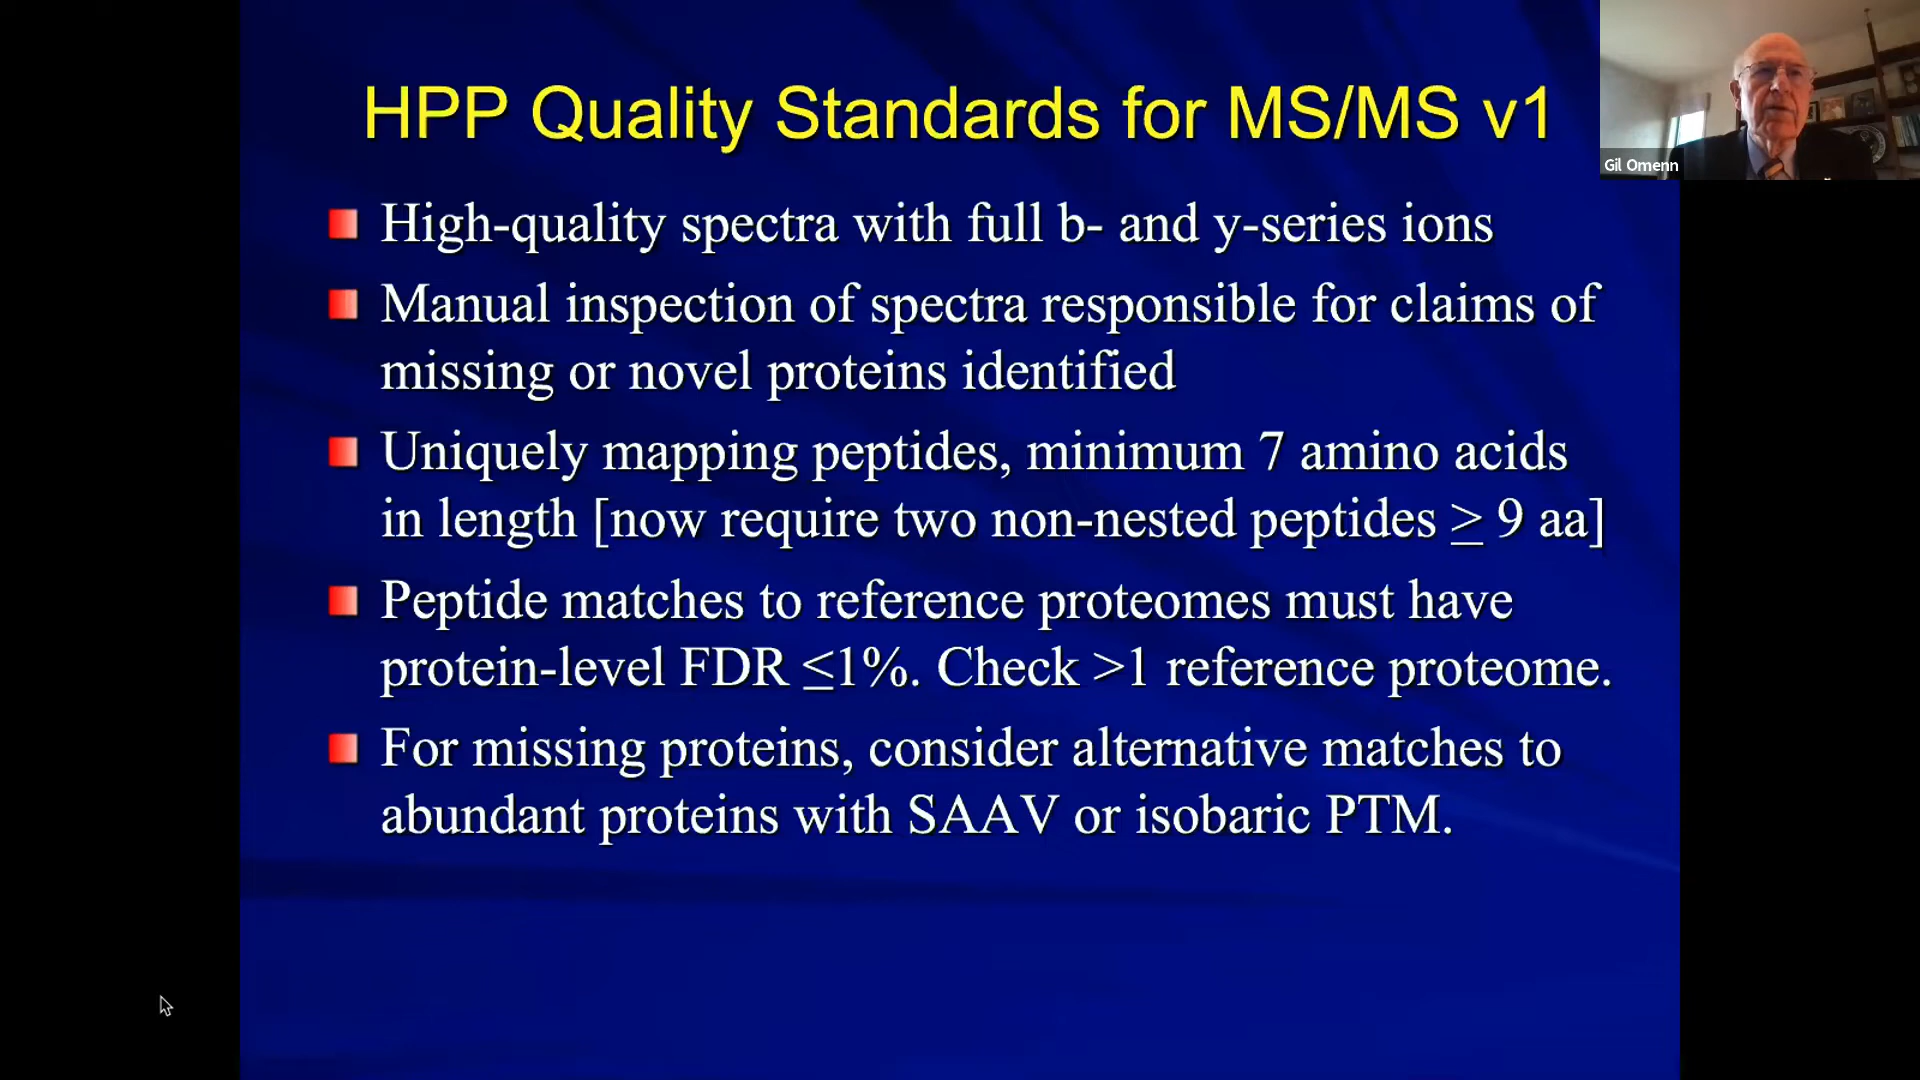 HPP Quality Standards for MS/MS v1
Gil Omenn
High-quality spectra with full b- and y-series ions
Manual inspection of spectra responsible for claims of
missing or novel proteins identified
Uniquely mapping peptides, minimum 7 amino acids
in length [now require two non-nested peptides ≥ 9 aa]
Peptide matches to reference proteomes must have
protein-level FDR ≤1%. Check >1 reference proteome.
For missing proteins, consider alternative matches to
abundant proteins with SAAV or isobaric PTM.